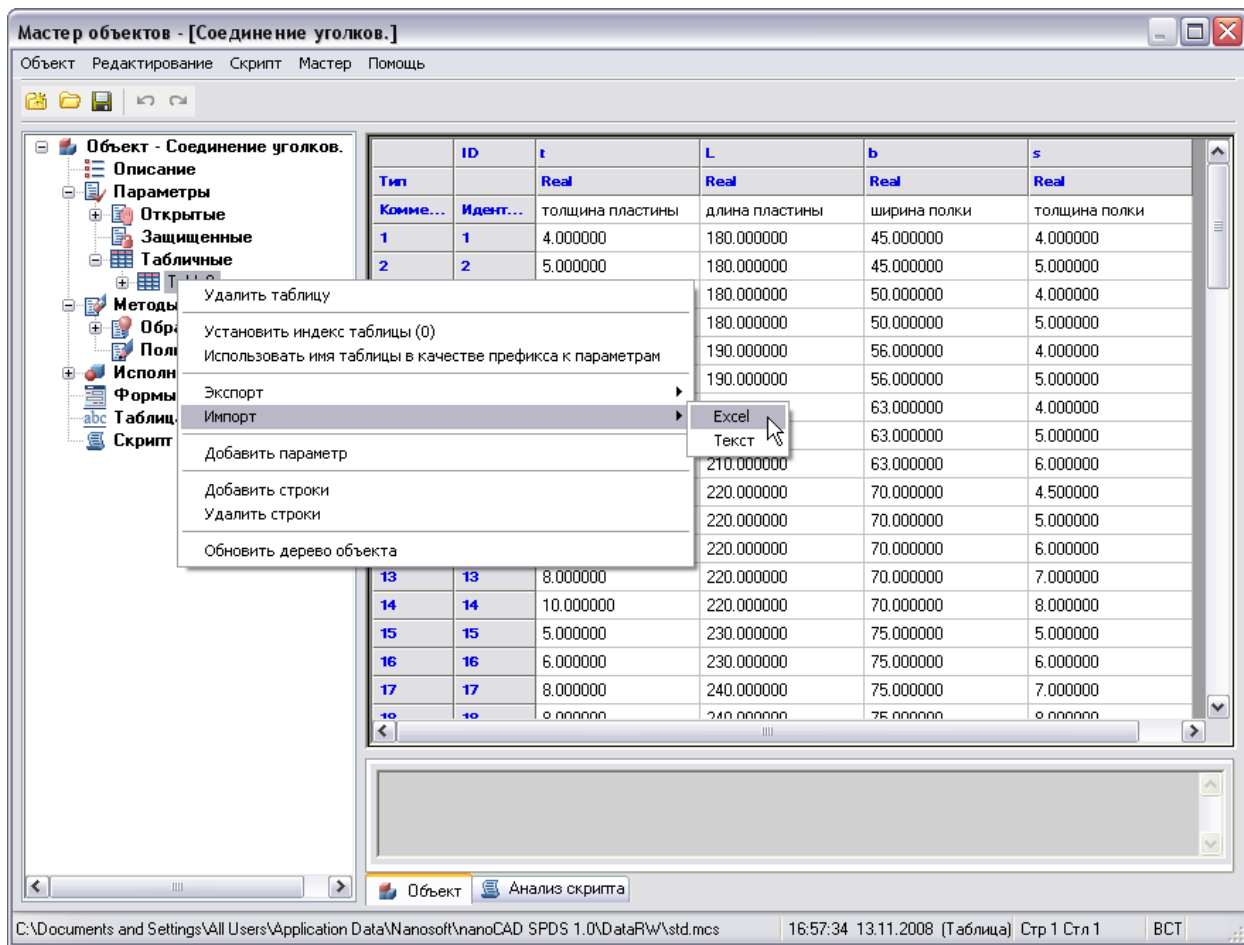 Мастер объектов - [Соединение уголков.]
Объект Редактирование Скрипт Мастер Помощь
Объект - Соединение уголков.
Описание
Параметры
Открытые
Защищенные
Табличные
Методы
Скрипт
Удалить таблицу
Установить индекс таблицы (0)
Использовать имя таблицы в качестве префикса к параметрам
Экспорт
Импорт
Добавить параметр
Добавить строки
Удалить строки
Обновить дерево объекта
Excel
Текст
ID t L b s
Тип Real Real Real Real
Комме... Идент... толщина пластины длина пластины ширина полки толщина полки
1 1 4.000000 180.000000 45.000000 4.000000
2 2 5.000000 180.000000 45.000000 5.000000
180.000000 50.000000 4.000000
180.000000 50.000000 5.000000
190.000000 56.000000 4.000000
190.000000 56.000000 5.000000
63.000000 4.000000
63.000000 5.000000
210.000000 63.000000 6.000000
220.000000 70.000000 4.500000
220.000000 70.000000 5.000000
220.000000 70.000000 6.000000
13 13 8.000000 220.000000 70.000000 7.000000
14 14 10.000000 220.000000 70.000000 8.000000
15 15 5.000000 230.000000 75.000000 5.000000
16 16 6.000000 230.000000 75.000000 6.000000
17 17 8.000000 240.000000 75.000000 7.000000
Объект Анализ скрипта
C:\Documents and Settings\All Users\Application Data\Nanosoft\nanoCAD SPDS 1.0\DataRW\std.mcs 16:57:34 13.11.2008 (Таблица) Стр 1 Стл 1 ВСТ